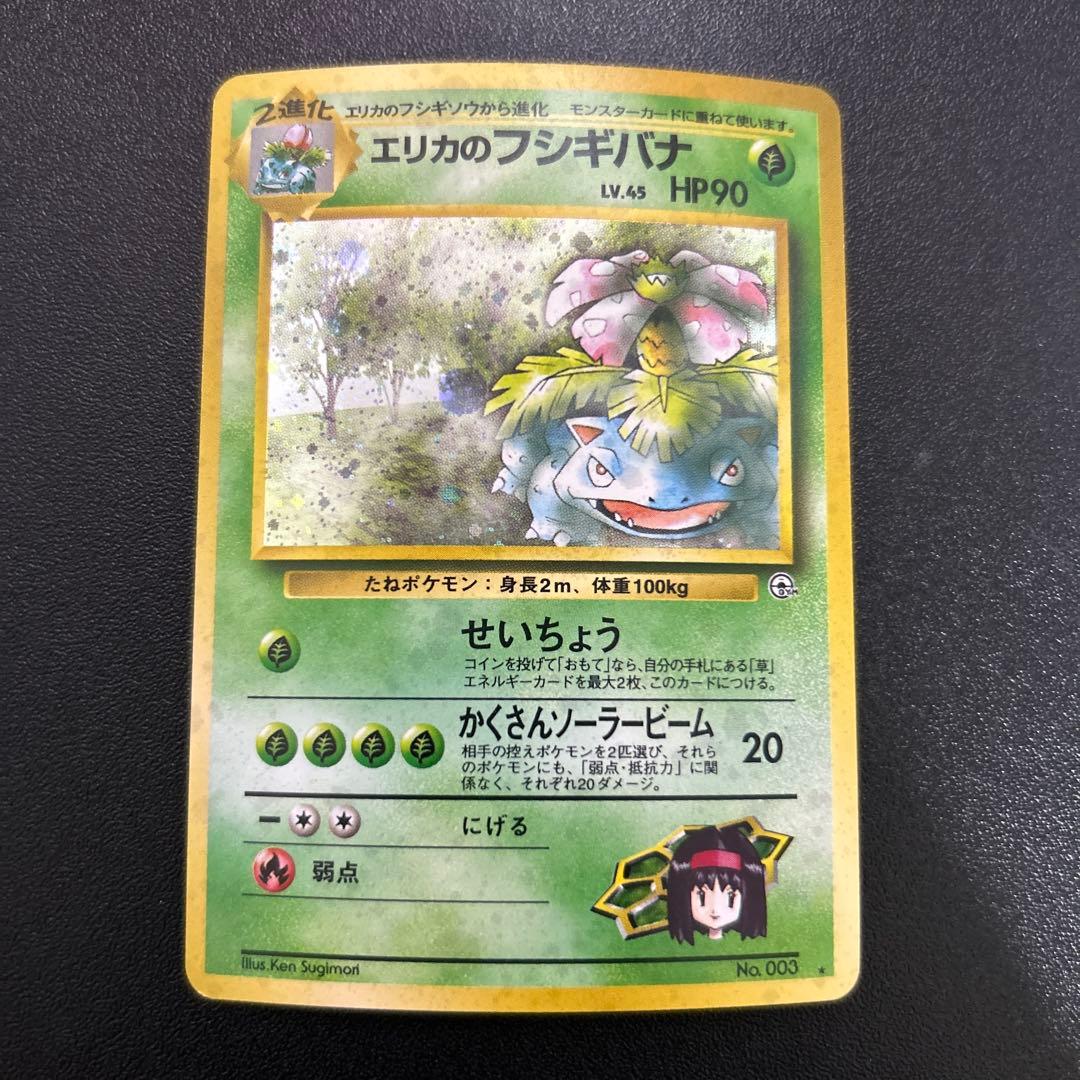 2進化 エリカのフシギソウから進化 モンスターカードに重ねて使います。
エリカのフシギバナ
LV.45 HP90
たねポケモン：身長2m、体重100kg
GYM
せいちょう
コインを投げて「おもて」なら、自分の手札にある「草」
エネルギーカードを最大2枚、このカードにつける。
かくさんソーラービーム 20
相手の控えポケモンを2匹選び、それら
のポケモンにも、「弱点・抵抗力」に関
係なく、それぞれ20ダメージ。
にげる
弱点
Illus. Ken Sugimori No. 003 ★